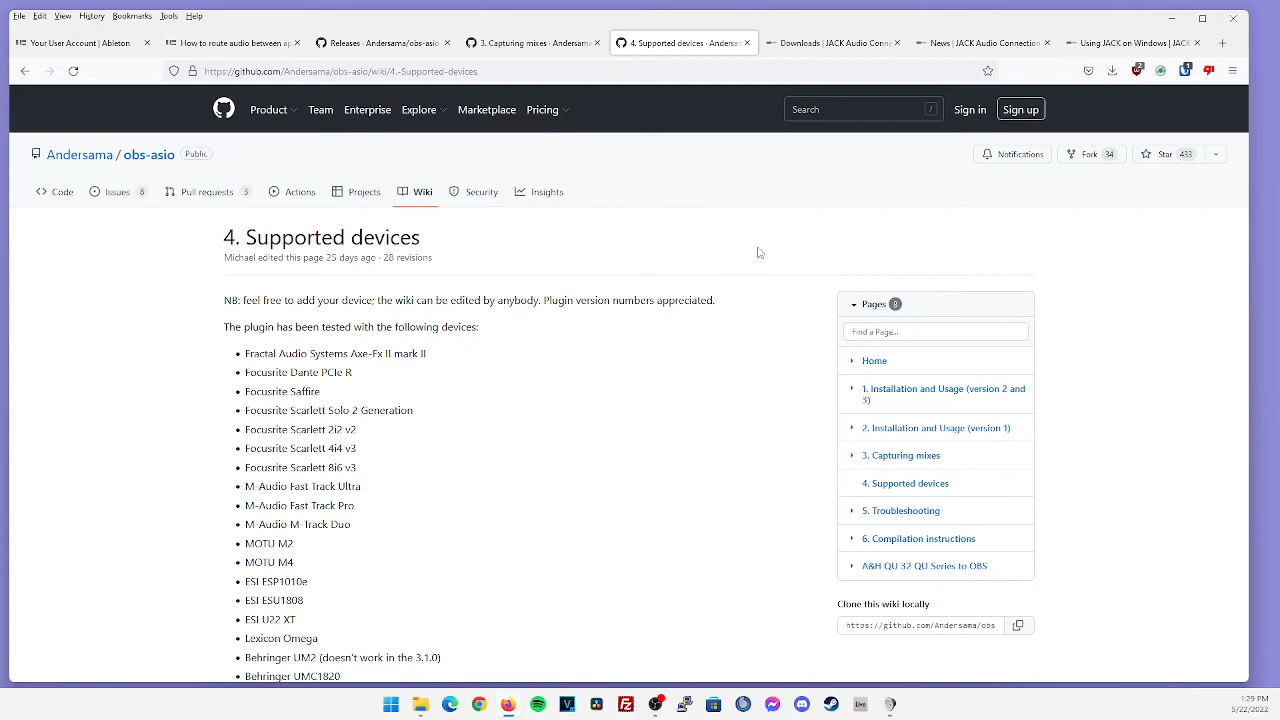 File Edit View History Bookmarks Tools Help
Your User Account | Ableton
How to route audio between ap
Releases · Andersama/obs-asio
3. Capturing mixes · Andersama
4. Supported devices · Andersam
Downloads | JACK Audio Conne
News | JACK Audio Connection
Using JACK on Windows | JACK
https://github.com/Andersama/obs-asio/wiki/4.-Supported-devices
2
1
Product Team Enterprise Explore Marketplace Pricing
Search /
Sign in Sign up
Andersama / obs-asio Public
Notifications Fork 34 Star 433
Code Issues 8 Pull requests 3 Actions Projects Wiki Security Insights
4. Supported devices
Michael edited this page 25 days ago · 28 revisions
NB: feel free to add your device; the wiki can be edited by anybody. Plugin version numbers appreciated.
The plugin has been tested with the following devices:
• Fractal Audio Systems Axe-Fx II mark II
• Focusrite Dante PCIe R
• Focusrite Saffire
• Focusrite Scarlett Solo 2 Generation
• Focusrite Scarlett 2i2 v2
• Focusrite Scarlett 4i4 v3
• Focusrite Scarlett 8i6 v3
• M-Audio Fast Track Ultra
• M-Audio Fast Track Pro
• M-Audio M-Track Duo
• MOTU M2
• MOTU M4
• ESI ESP1010e
• ESI ESU1808
• ESI U22 XT
• Lexicon Omega
• Behringer UM2 (doesn't work in the 3.1.0)
• Behringer UMC1820
Pages 8
Find a Page...
Home
1. Installation and Usage (version 2 and
3)
2. Installation and Usage (version 1)
3. Capturing mixes
4. Supported devices
5. Troubleshooting
6. Compilation instructions
A&H QU 32 QU Series to OBS
Clone this wiki locally
https://github.com/Andersama/obs
Live
1:29 PM
5/22/2022